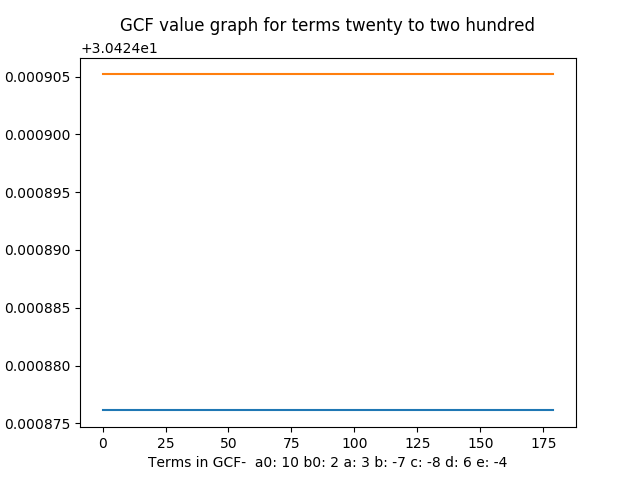 GCF value graph for terms twenty to two hundred
+3.0424e1
0.000905
0.000900
0.000895
0.000890
0.000885
0.000880
0.000875
0 25 50 75 100 125 150 175
Terms in GCF-  a0: 10 b0: 2 a: 3 b: -7 c: -8 d: 6 e: -4